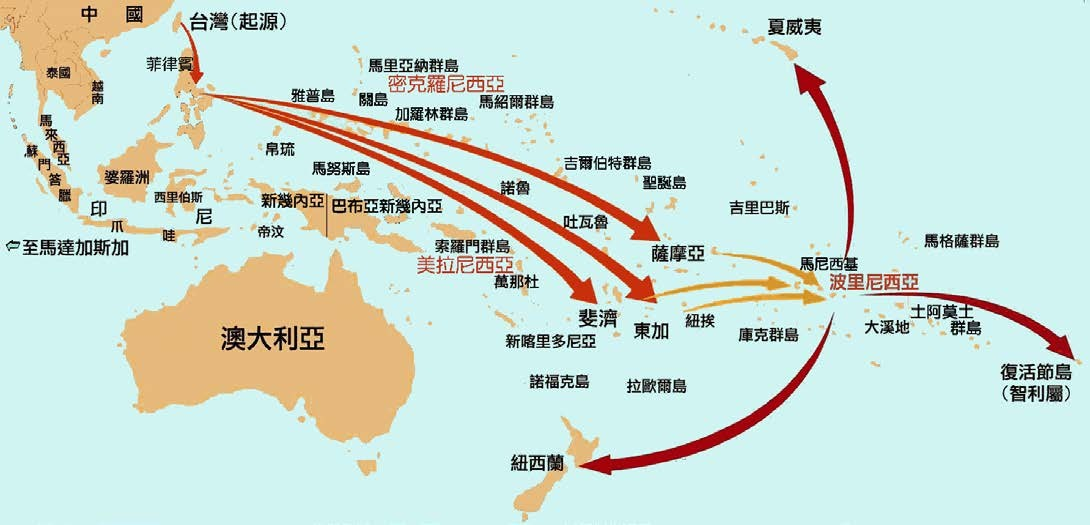 中國
台灣(起源)
夏威夷
菲律賓
泰國
越南
馬里亞納群島
密克羅尼西亞
雅普島
關島
馬紹爾群島
加羅林群島
馬來西亞
蘇門答臘
帛琉
馬努斯島
吉爾伯特群島
婆羅洲
諾魯
聖誕島
西里伯斯
新幾內亞
巴布亞新幾內亞
吉里巴斯
印尼
爪哇
帝汶
吐瓦魯
至馬達加斯加
索羅門群島
薩摩亞
馬格薩群島
美拉尼西亞
馬尼西基
萬那杜
波里尼西亞
斐濟
東加
紐埃
土阿莫土
群島
大溪地
澳大利亞
新喀里多尼亞
庫克群島
諾福克島
拉歐爾島
復活節島
(智利屬)
紐西蘭